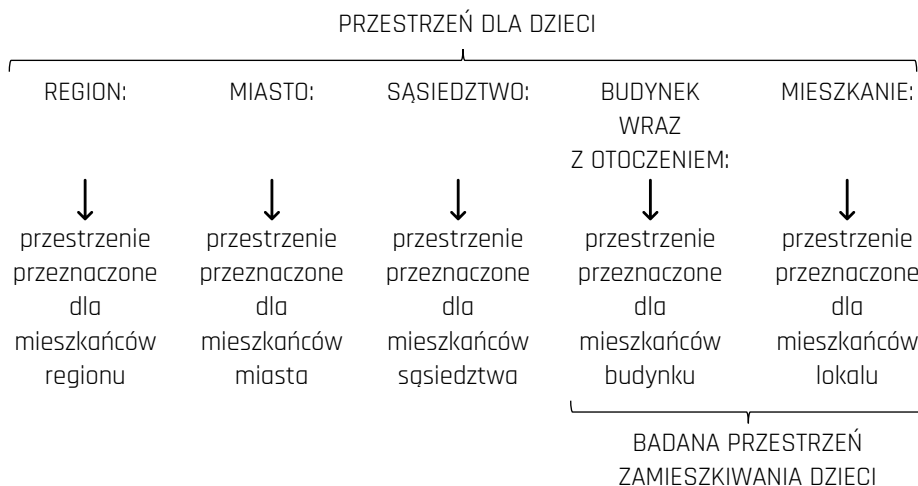 PRZESTRZEŃ DLA DZIECI
REGION:
MIASTO:
SĄSIEDZTWO:
BUDYNEK
WRAZ
Z OTOCZENIEM:
MIESZKANIE:
przestrzenie
przeznaczone
dla
mieszkańców
regionu
przestrzenie
przeznaczone
dla
mieszkańców
miasta
przestrzenie
przeznaczone
dla
mieszkańców
sąsiedztwa
przestrzenie
przeznaczone
dla
mieszkańców
budynku
przestrzenie
przeznaczone
dla
mieszkańców
lokalu
BADANA PRZESTRZEŃ
ZAMIESZKIWANIA DZIECI